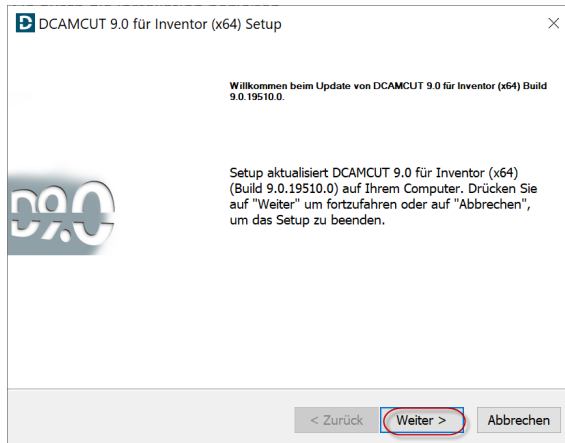 DCAMCUT 9.0 für Inventor (x64) Setup
Willkommen beim Update von DCAMCUT 9.0 für Inventor (x64) Build
9.0.19510.0.
Setup aktualisiert DCAMCUT 9.0 für Inventor (x64)
(Build 9.0.19510.0) auf Ihrem Computer. Drücken Sie
auf "Weiter" um fortzufahren oder auf "Abbrechen",
um das Setup zu beenden.
D9.0
< Zurück Weiter > Abbrechen